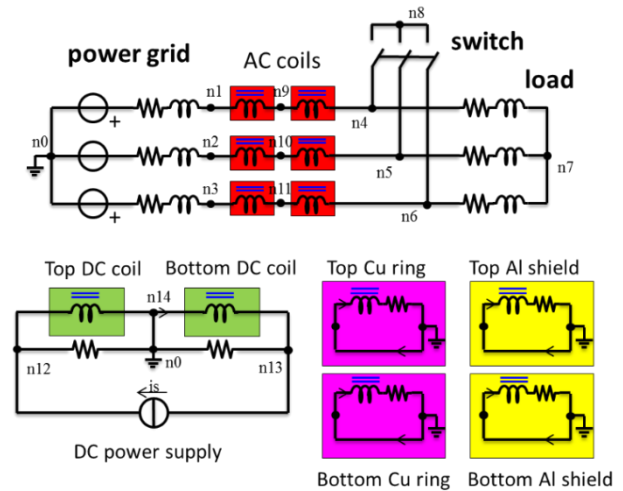 n8
power grid
AC coils
switch
load
n1
n9
+
n4
n0
n2
n10
n5
n7
n3
n11
+
n6
Top DC coil
Bottom DC coil
Top Cu ring
Top Al shield
n14
n12
n0
n13
is
DC power supply
Bottom Cu ring
Bottom Al shield